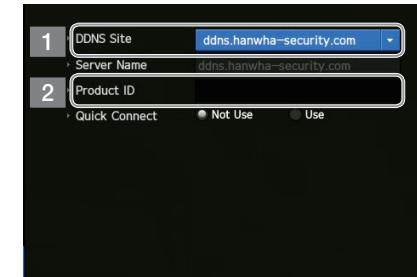 1 DDNS Site ddns.hanwha-security.com
Server Name ddns.hanwha-security.com
2 Product ID
Quick Connect Not Use Use